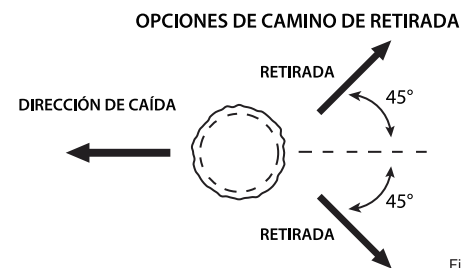 OPCIONES DE CAMINO DE RETIRADA
RETIRADA
45°
DIRECCIÓN DE CAÍDA
45°
RETIRADA